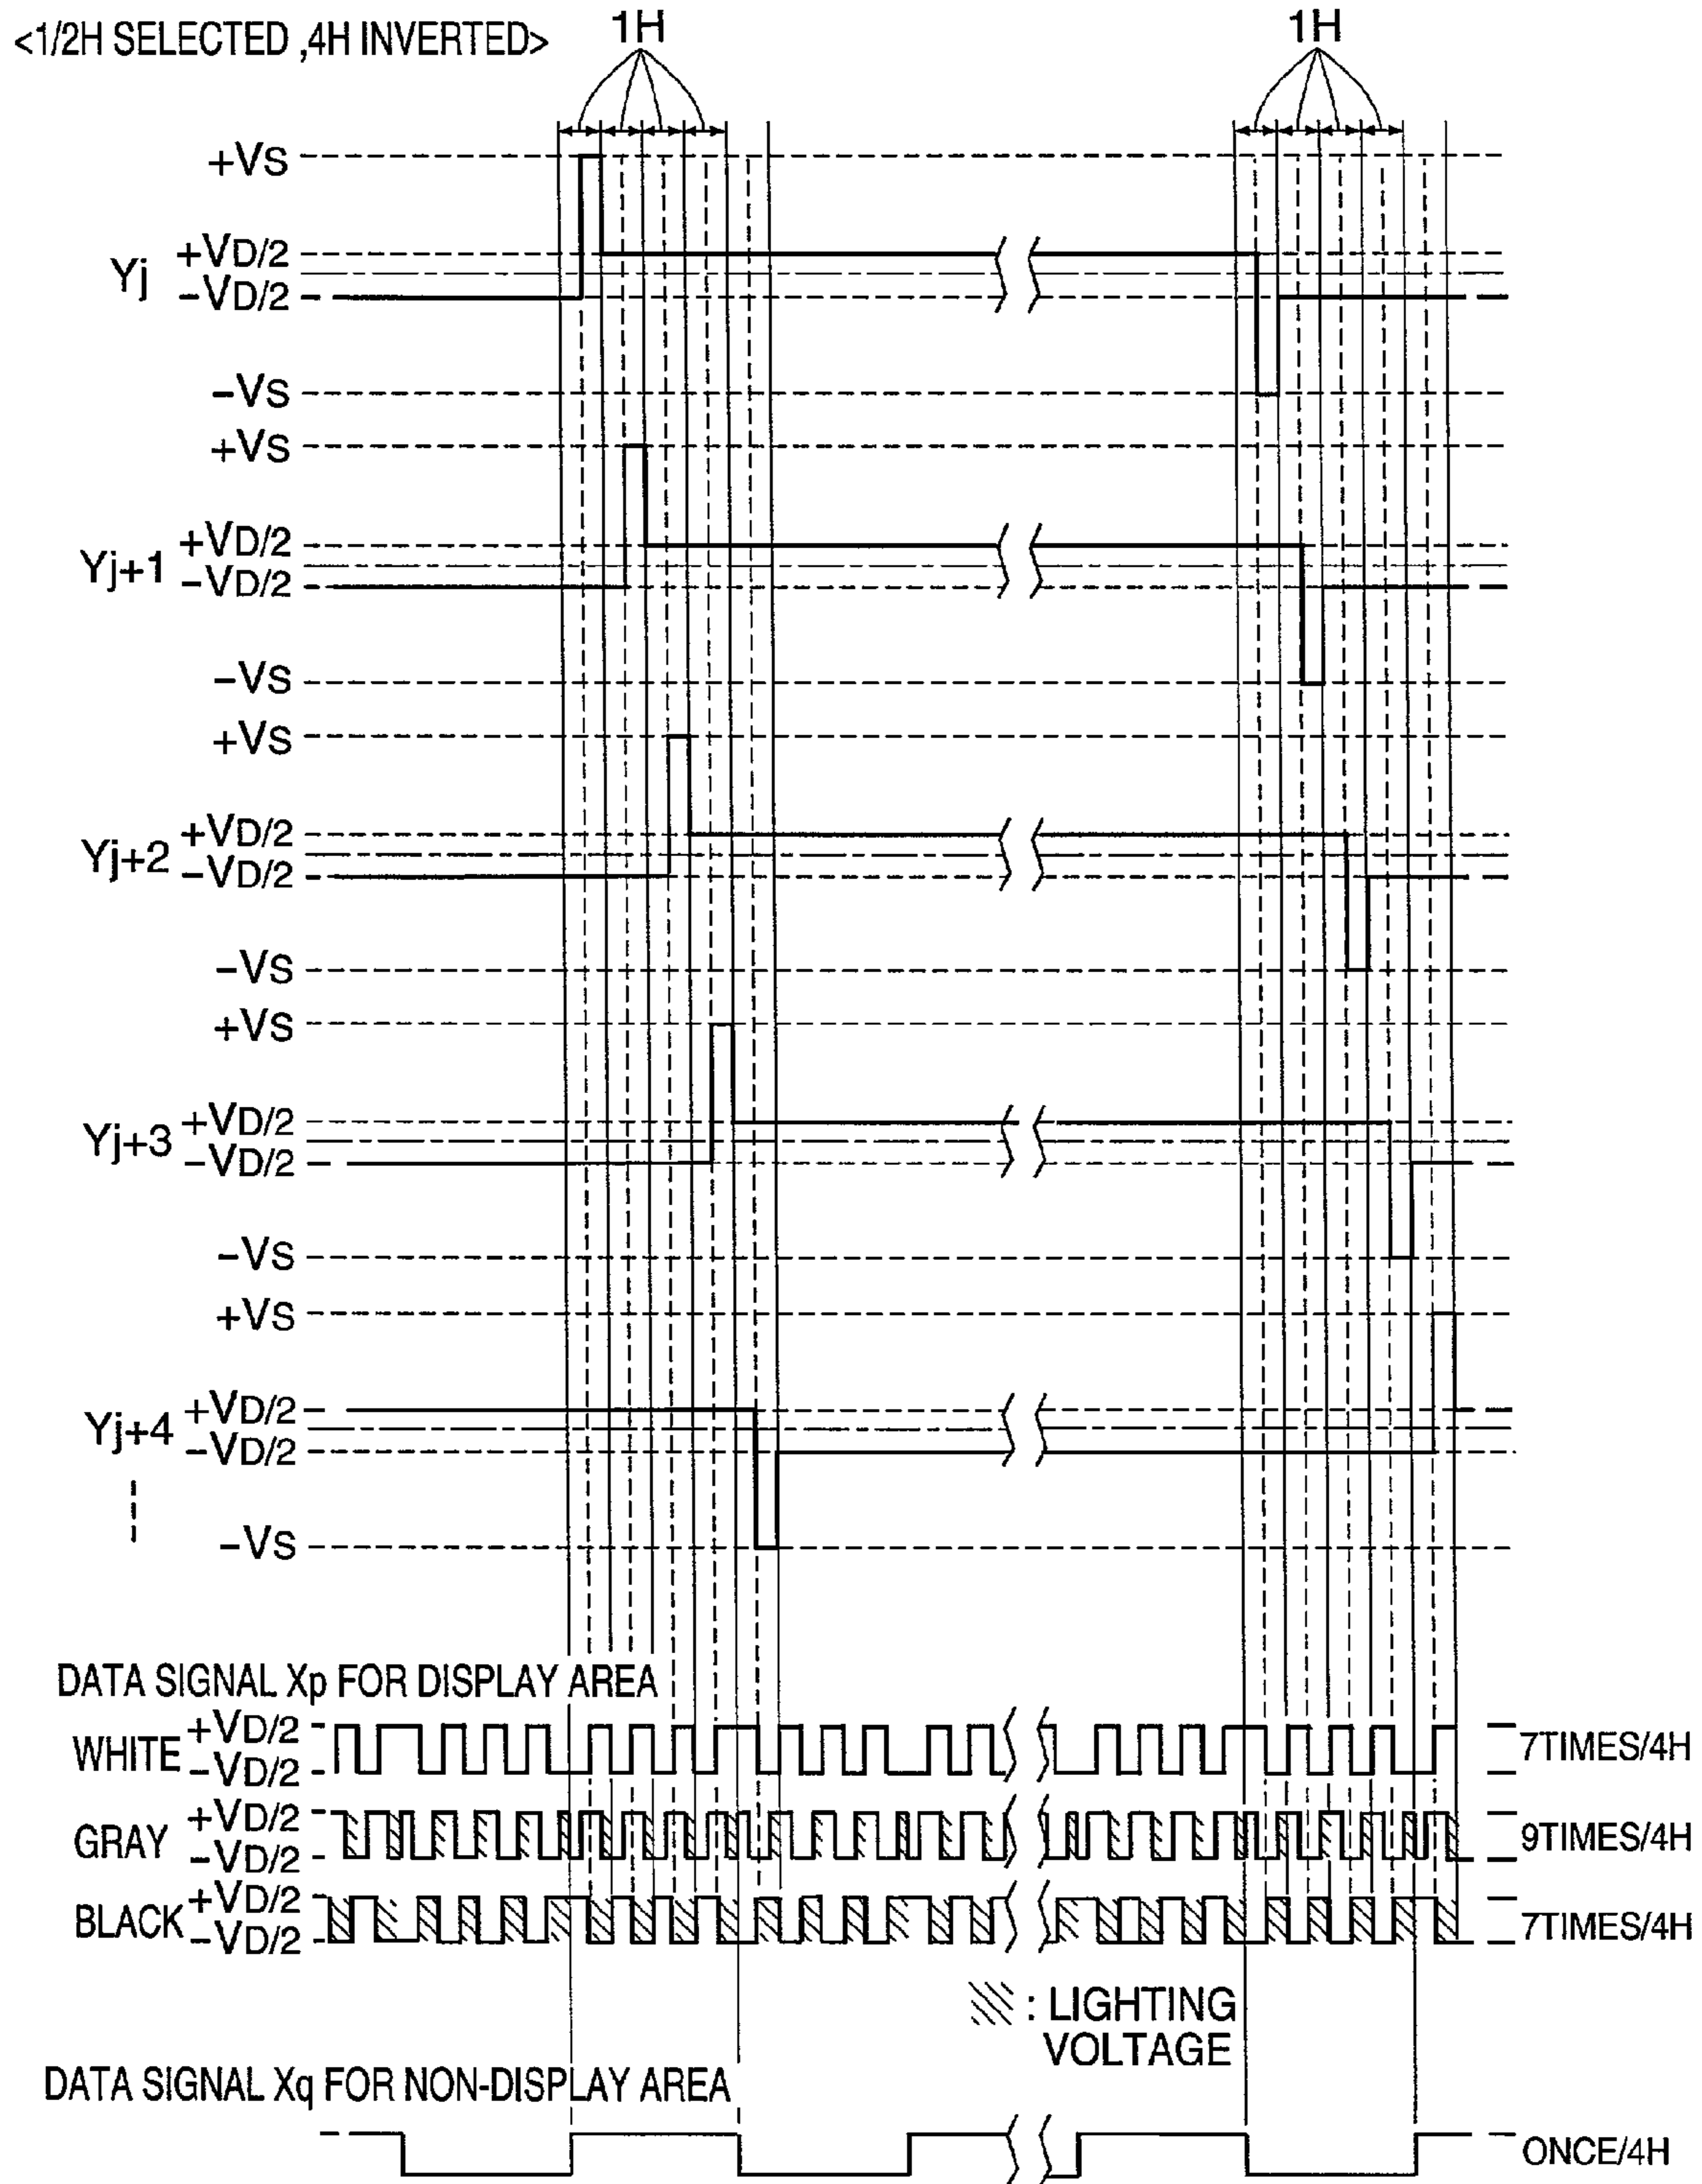 <1/2H SELECTED ,4H INVERTED>
1H
1H
+VS
Yj
+VD/2
−VD/2
−VS
+VS
Yj+1
+VD/2
−VD/2
−VS
+VS
Yj+2
+VD/2
−VD/2
−VS
+VS
Yj+3
+VD/2
−VD/2
−VS
+VS
Yj+4
+VD/2
−VD/2
−VS
DATA SIGNAL Xp FOR DISPLAY AREA
WHITE
+VD/2
−VD/2
7TIMES/4H
GRAY
+VD/2
−VD/2
9TIMES/4H
BLACK
+VD/2
−VD/2
7TIMES/4H
: LIGHTING
VOLTAGE
DATA SIGNAL Xq FOR NON-DISPLAY AREA
ONCE/4H